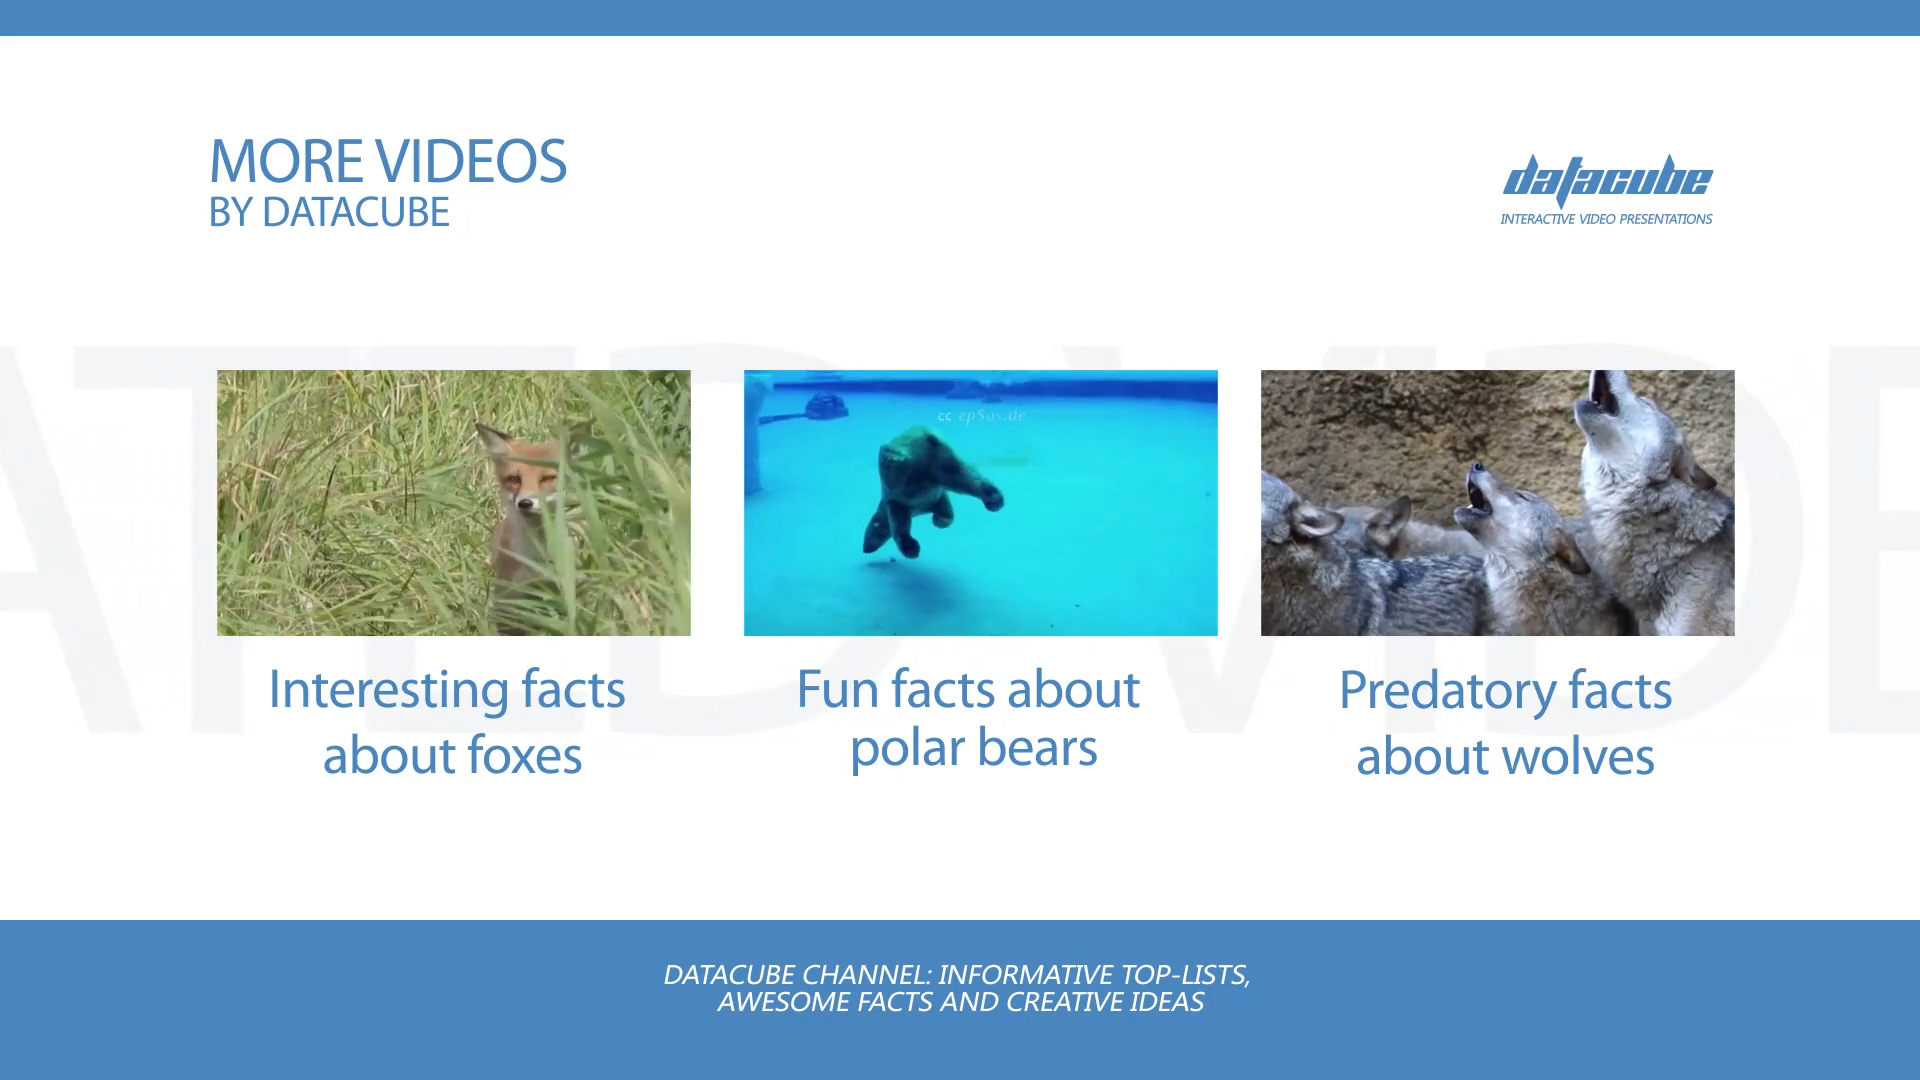 MORE VIDEOS
BY DATACUBE
datacube
INTERACTIVE VIDEO PRESENTATIONS
cc epSos.de
Interesting facts
about foxes
Fun facts about
polar bears
Predatory facts
about wolves
DATACUBE CHANNEL: INFORMATIVE TOP-LISTS,
AWESOME FACTS AND CREATIVE IDEAS